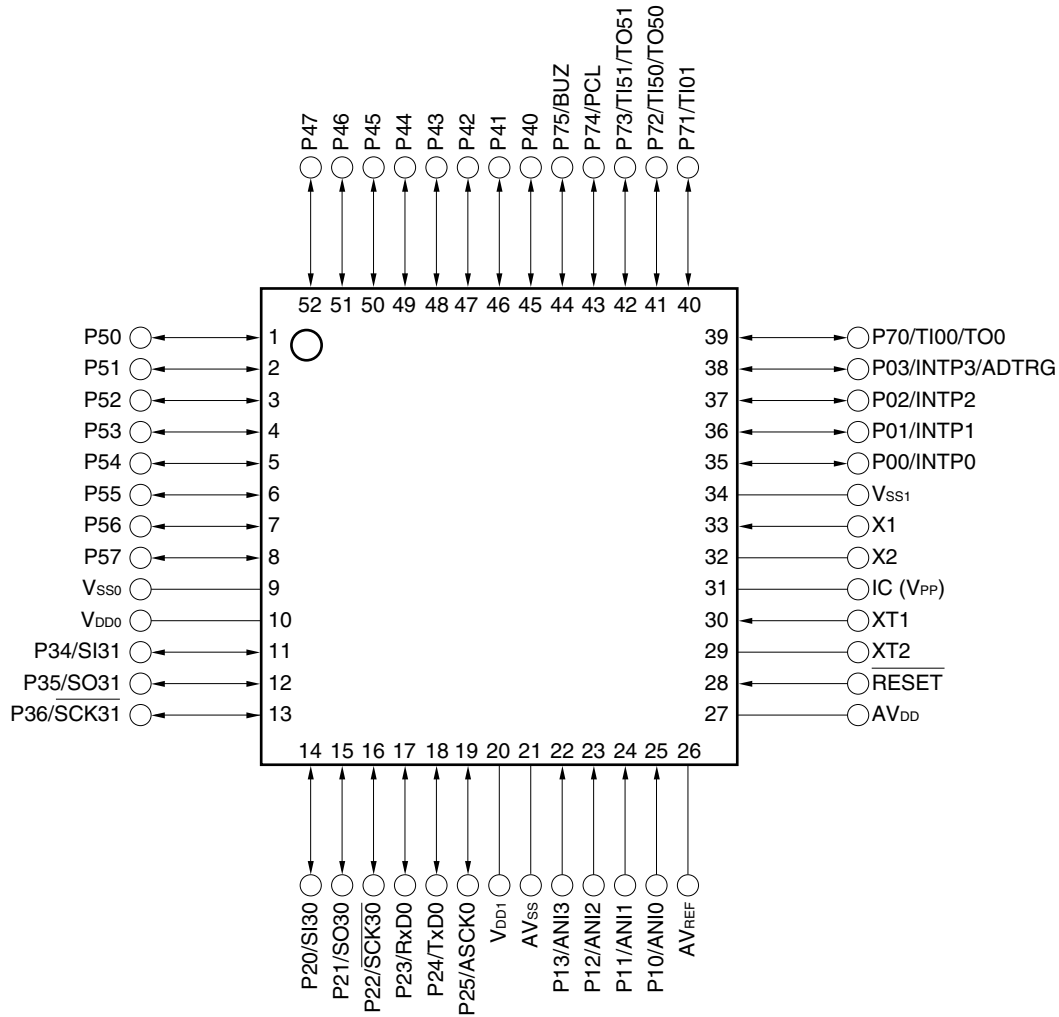 P47
P46
P45
P44
P43
P42
P41
P40
P75/BUZ
P74/PCL
P73/TI51/TO51
P72/TI50/TO50
P71/TI01
52 51 50 49 48 47 46 45 44 43 42 41 40
P50 1
P51 2
P52 3
P53 4
P54 5
P55 6
P56 7
P57 8
VSS0 9
VDD0 10
P34/SI31 11
P35/SO31 12
P36/SCK31 13
39 P70/TI00/TO0
38 P03/INTP3/ADTRG
37 P02/INTP2
36 P01/INTP1
35 P00/INTP0
34 VSS1
33 X1
32 X2
31 IC (VPP)
30 XT1
29 XT2
28 RESET
27 AVDD
14 15 16 17 18 19 20 21 22 23 24 25 26
P20/SI30
P21/SO30
P22/SCK30
P23/RxD0
P24/TxD0
P25/ASCK0
VDD1
AVSS
P13/ANI3
P12/ANI2
P11/ANI1
P10/ANI0
AVREF